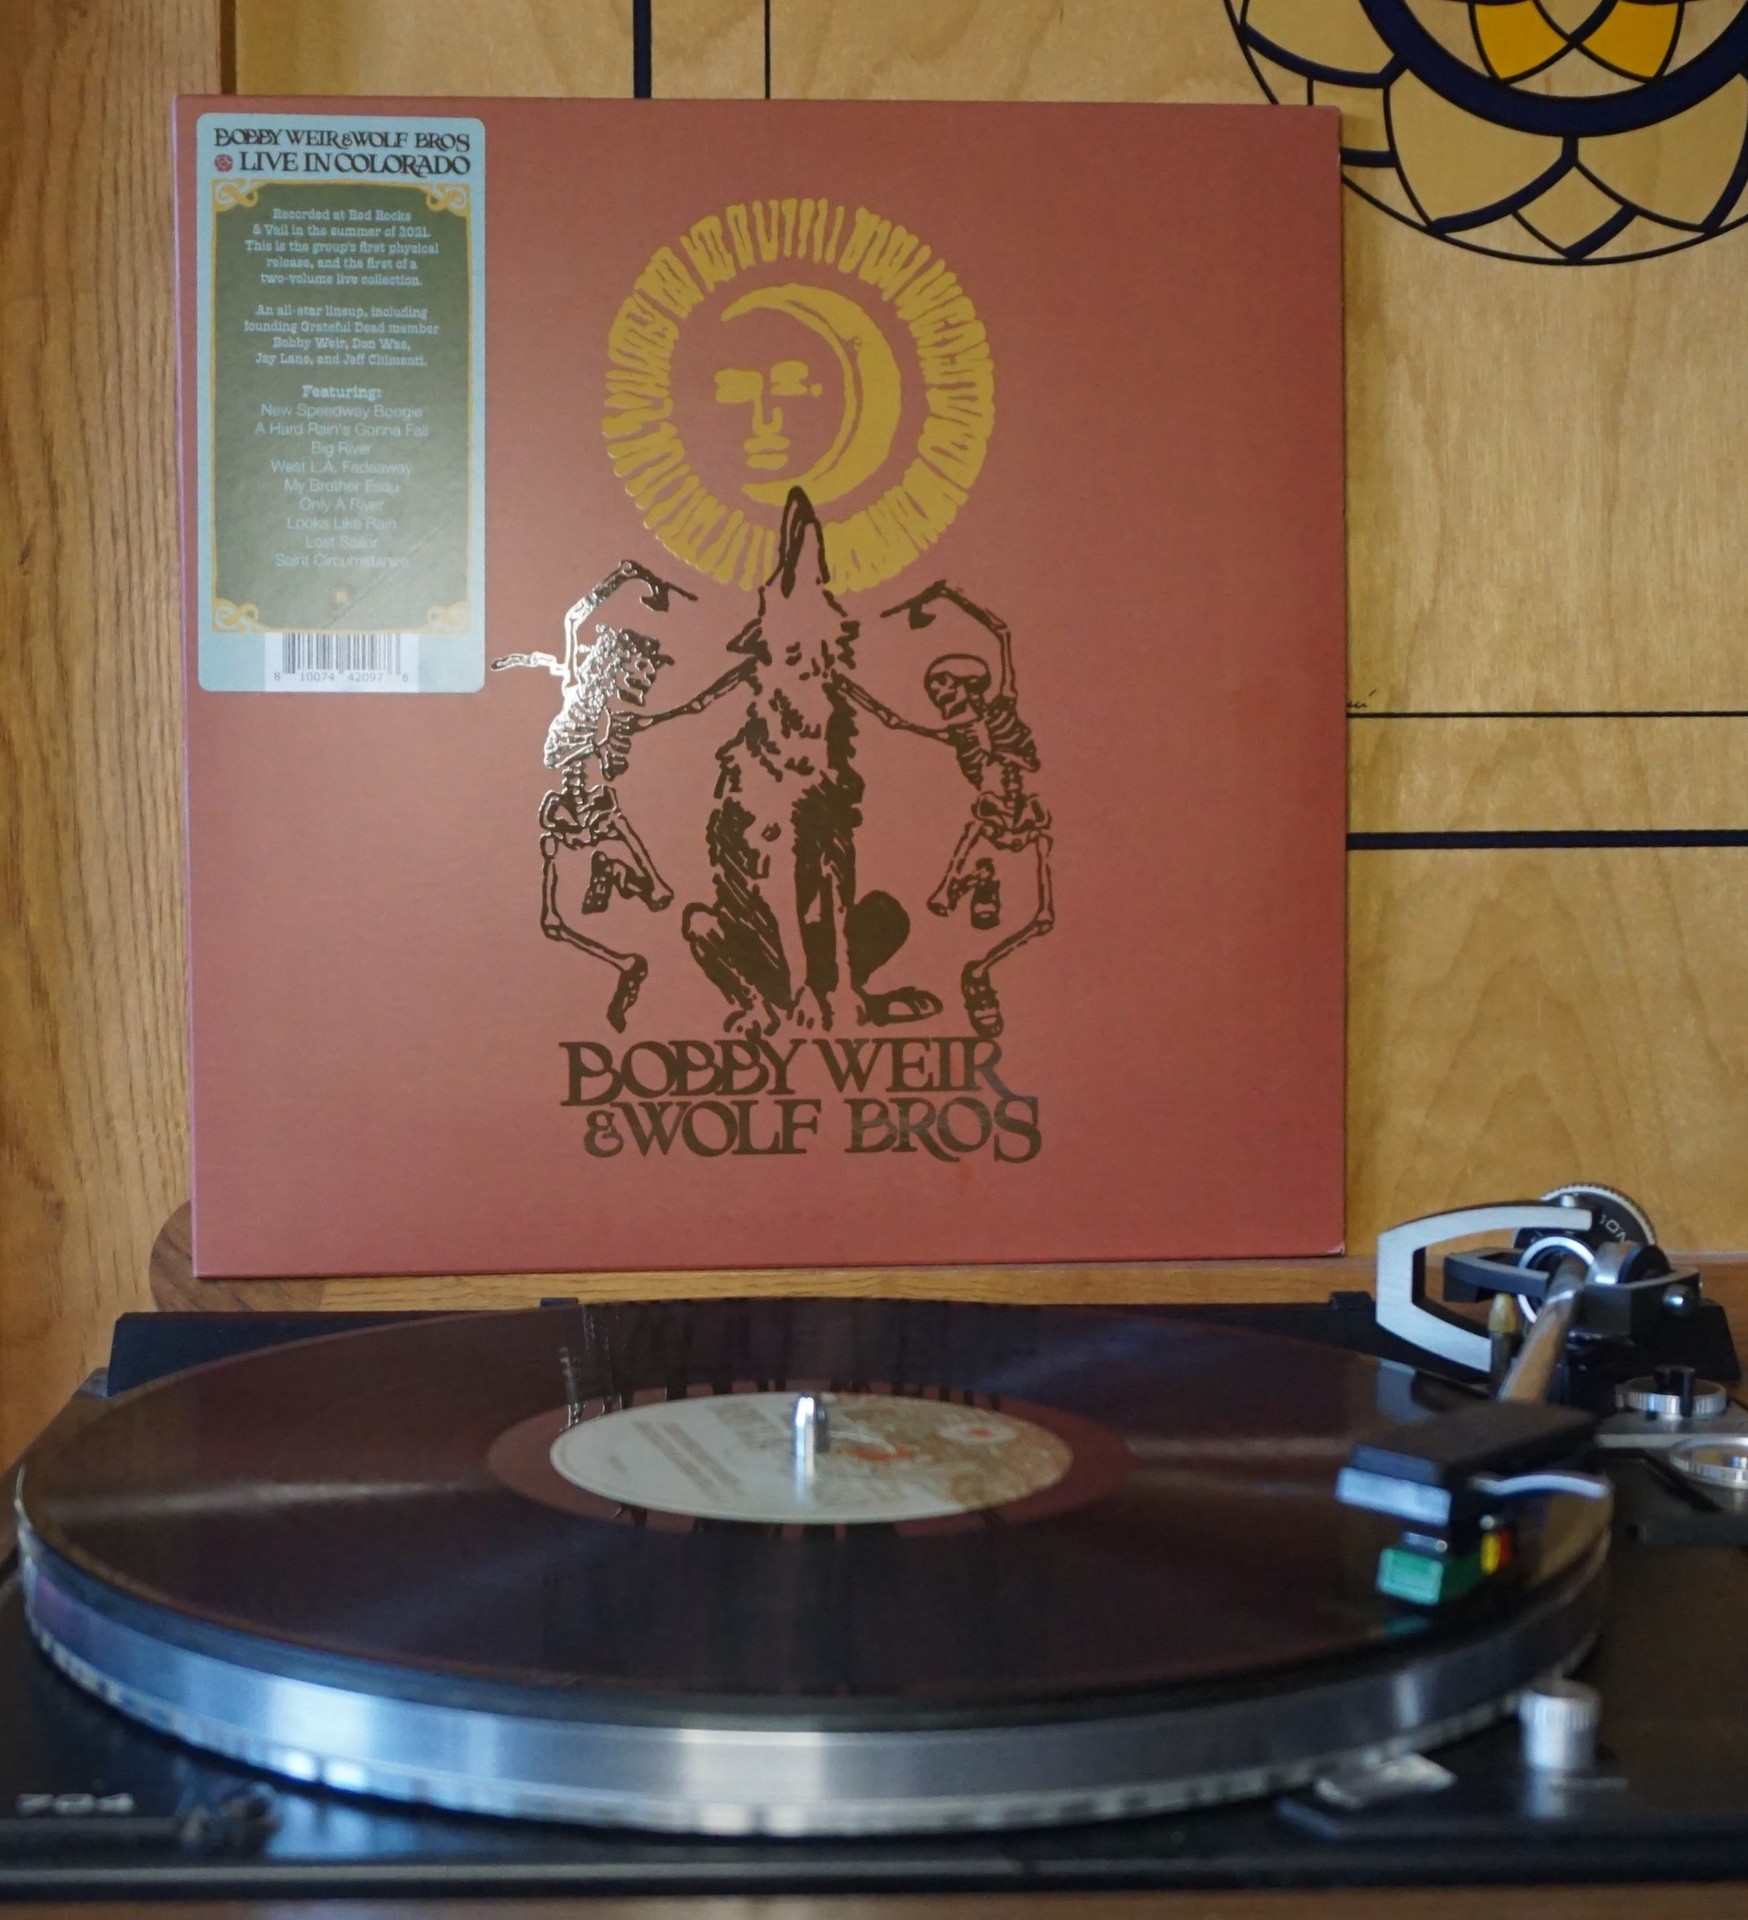 BOBBY WEIR & WOLF BROS
LIVE IN COLORADO
Recorded at Red Rocks
& Vail in the summer of 2021.
This is the group's first physical
release, and the first of a
two-volume live collection.
An all-star lineup, including
founding Grateful Dead member
Bobby Weir, Don Was,
Jay Lane, and Jeff Chimenti.
Featuring:
New Speedway Boogie
A Hard Rain's Gonna Fall
Big River
West L.A. Fadeaway
My Brother Esau
Only A River
Looks Like Rain
Lost Sailor
Saint Circumstance
8 10074 42097 6
BOBBY WEIR
& WOLF BROS
704